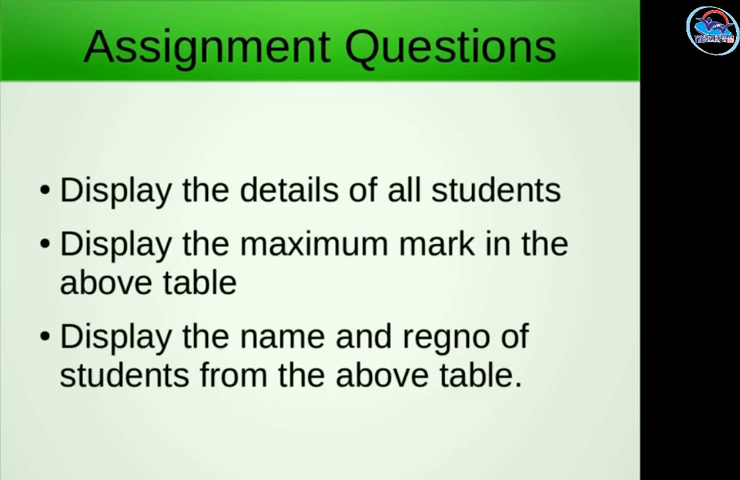 Assignment Questions
• Display the details of all students
• Display the maximum mark in the
above table
• Display the name and regno of
students from the above table.